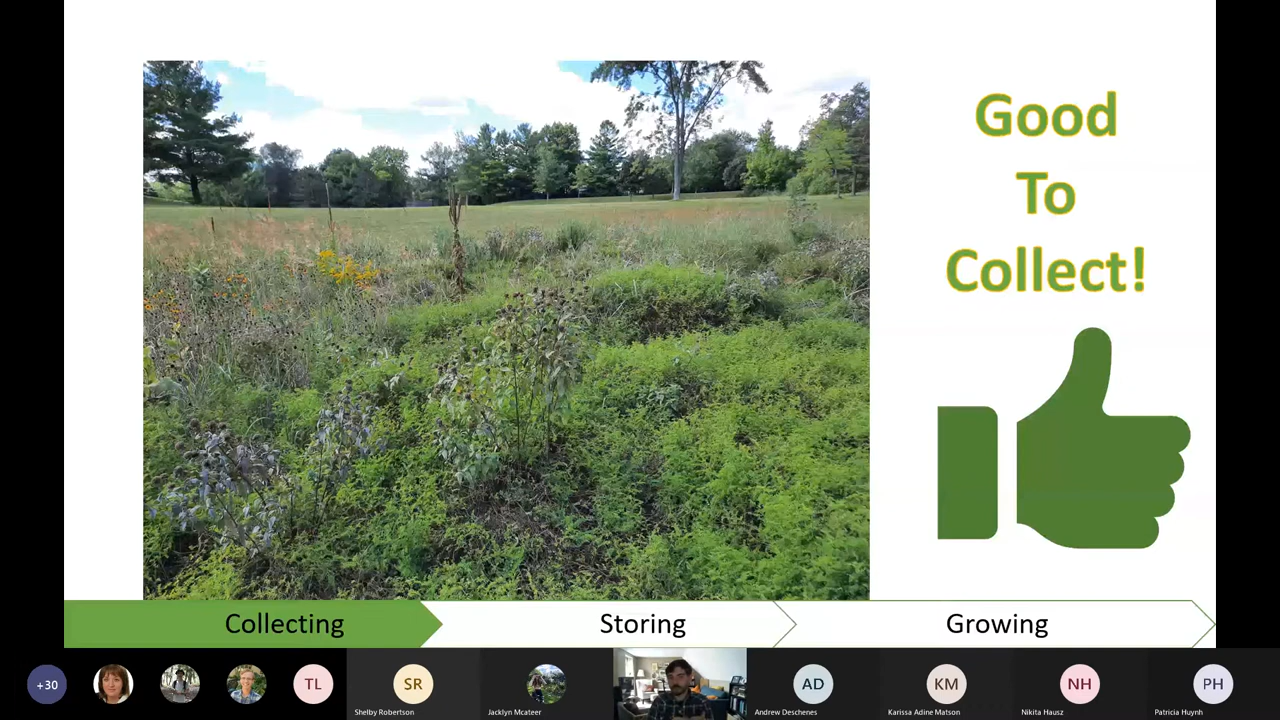 Good
To
Collect!
Collecting
Storing
Growing
+30
TL
SR
AD
KM
NH
PH
Shelby Robertson
Jacklyn Mcateer
Andrew Deschenes
Karissa Adine Matson
Nikita Hausz
Patricia Huynh